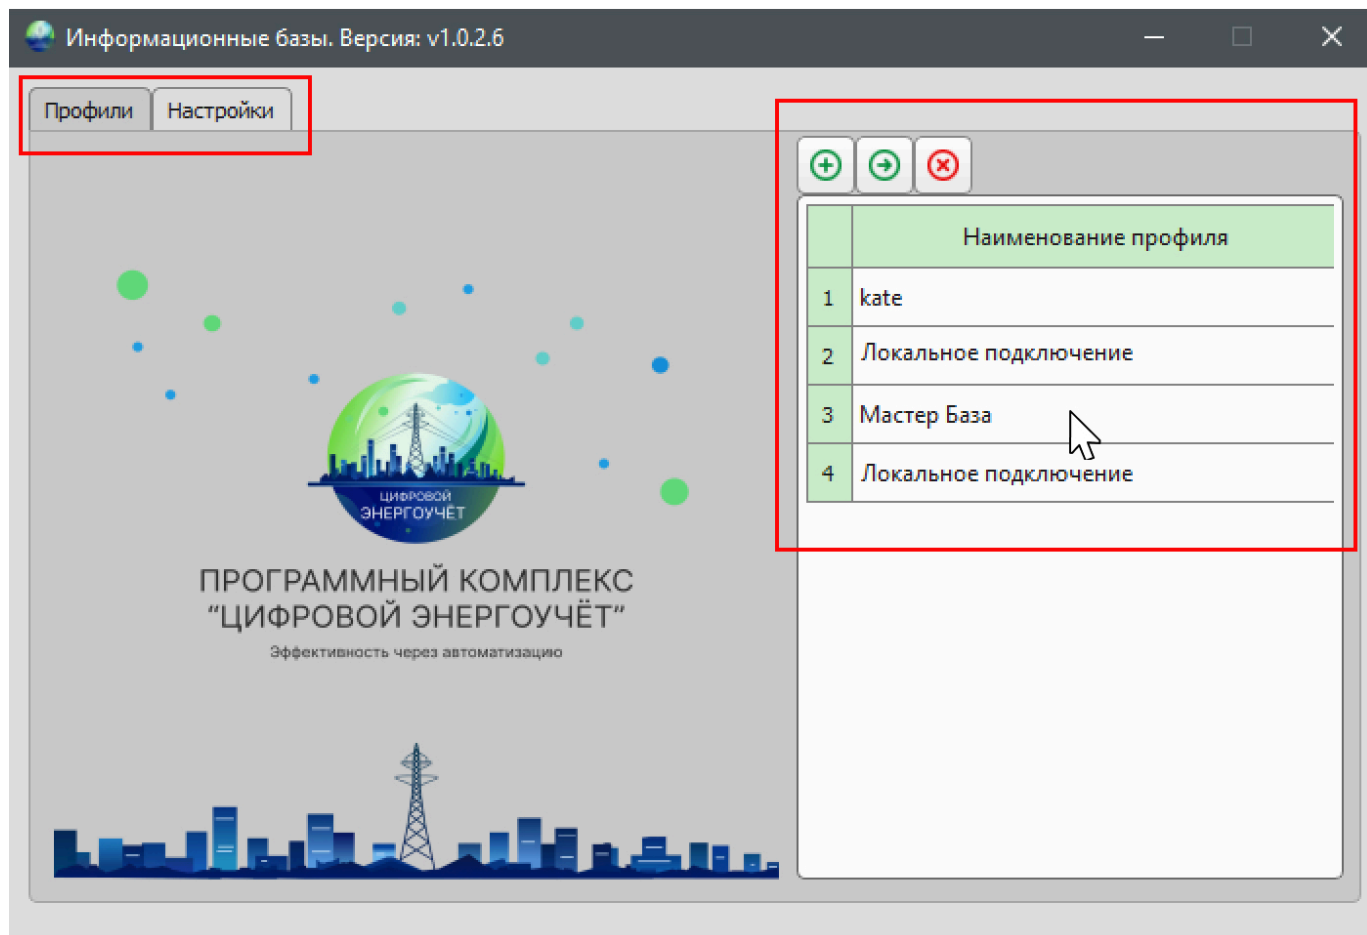 Информационные базы. Версия: v1.0.2.6
Профили Настройки
Наименование профиля
1 kate
2 Локальное подключение
3 Мастер База
4 Локальное подключение
ЦИФРОВОЙ
ЭНЕРГОУЧЁТ
ПРОГРАММНЫЙ КОМПЛЕКС
“ЦИФРОВОЙ ЭНЕРГОУЧЁТ”
Эффективность через автоматизацию